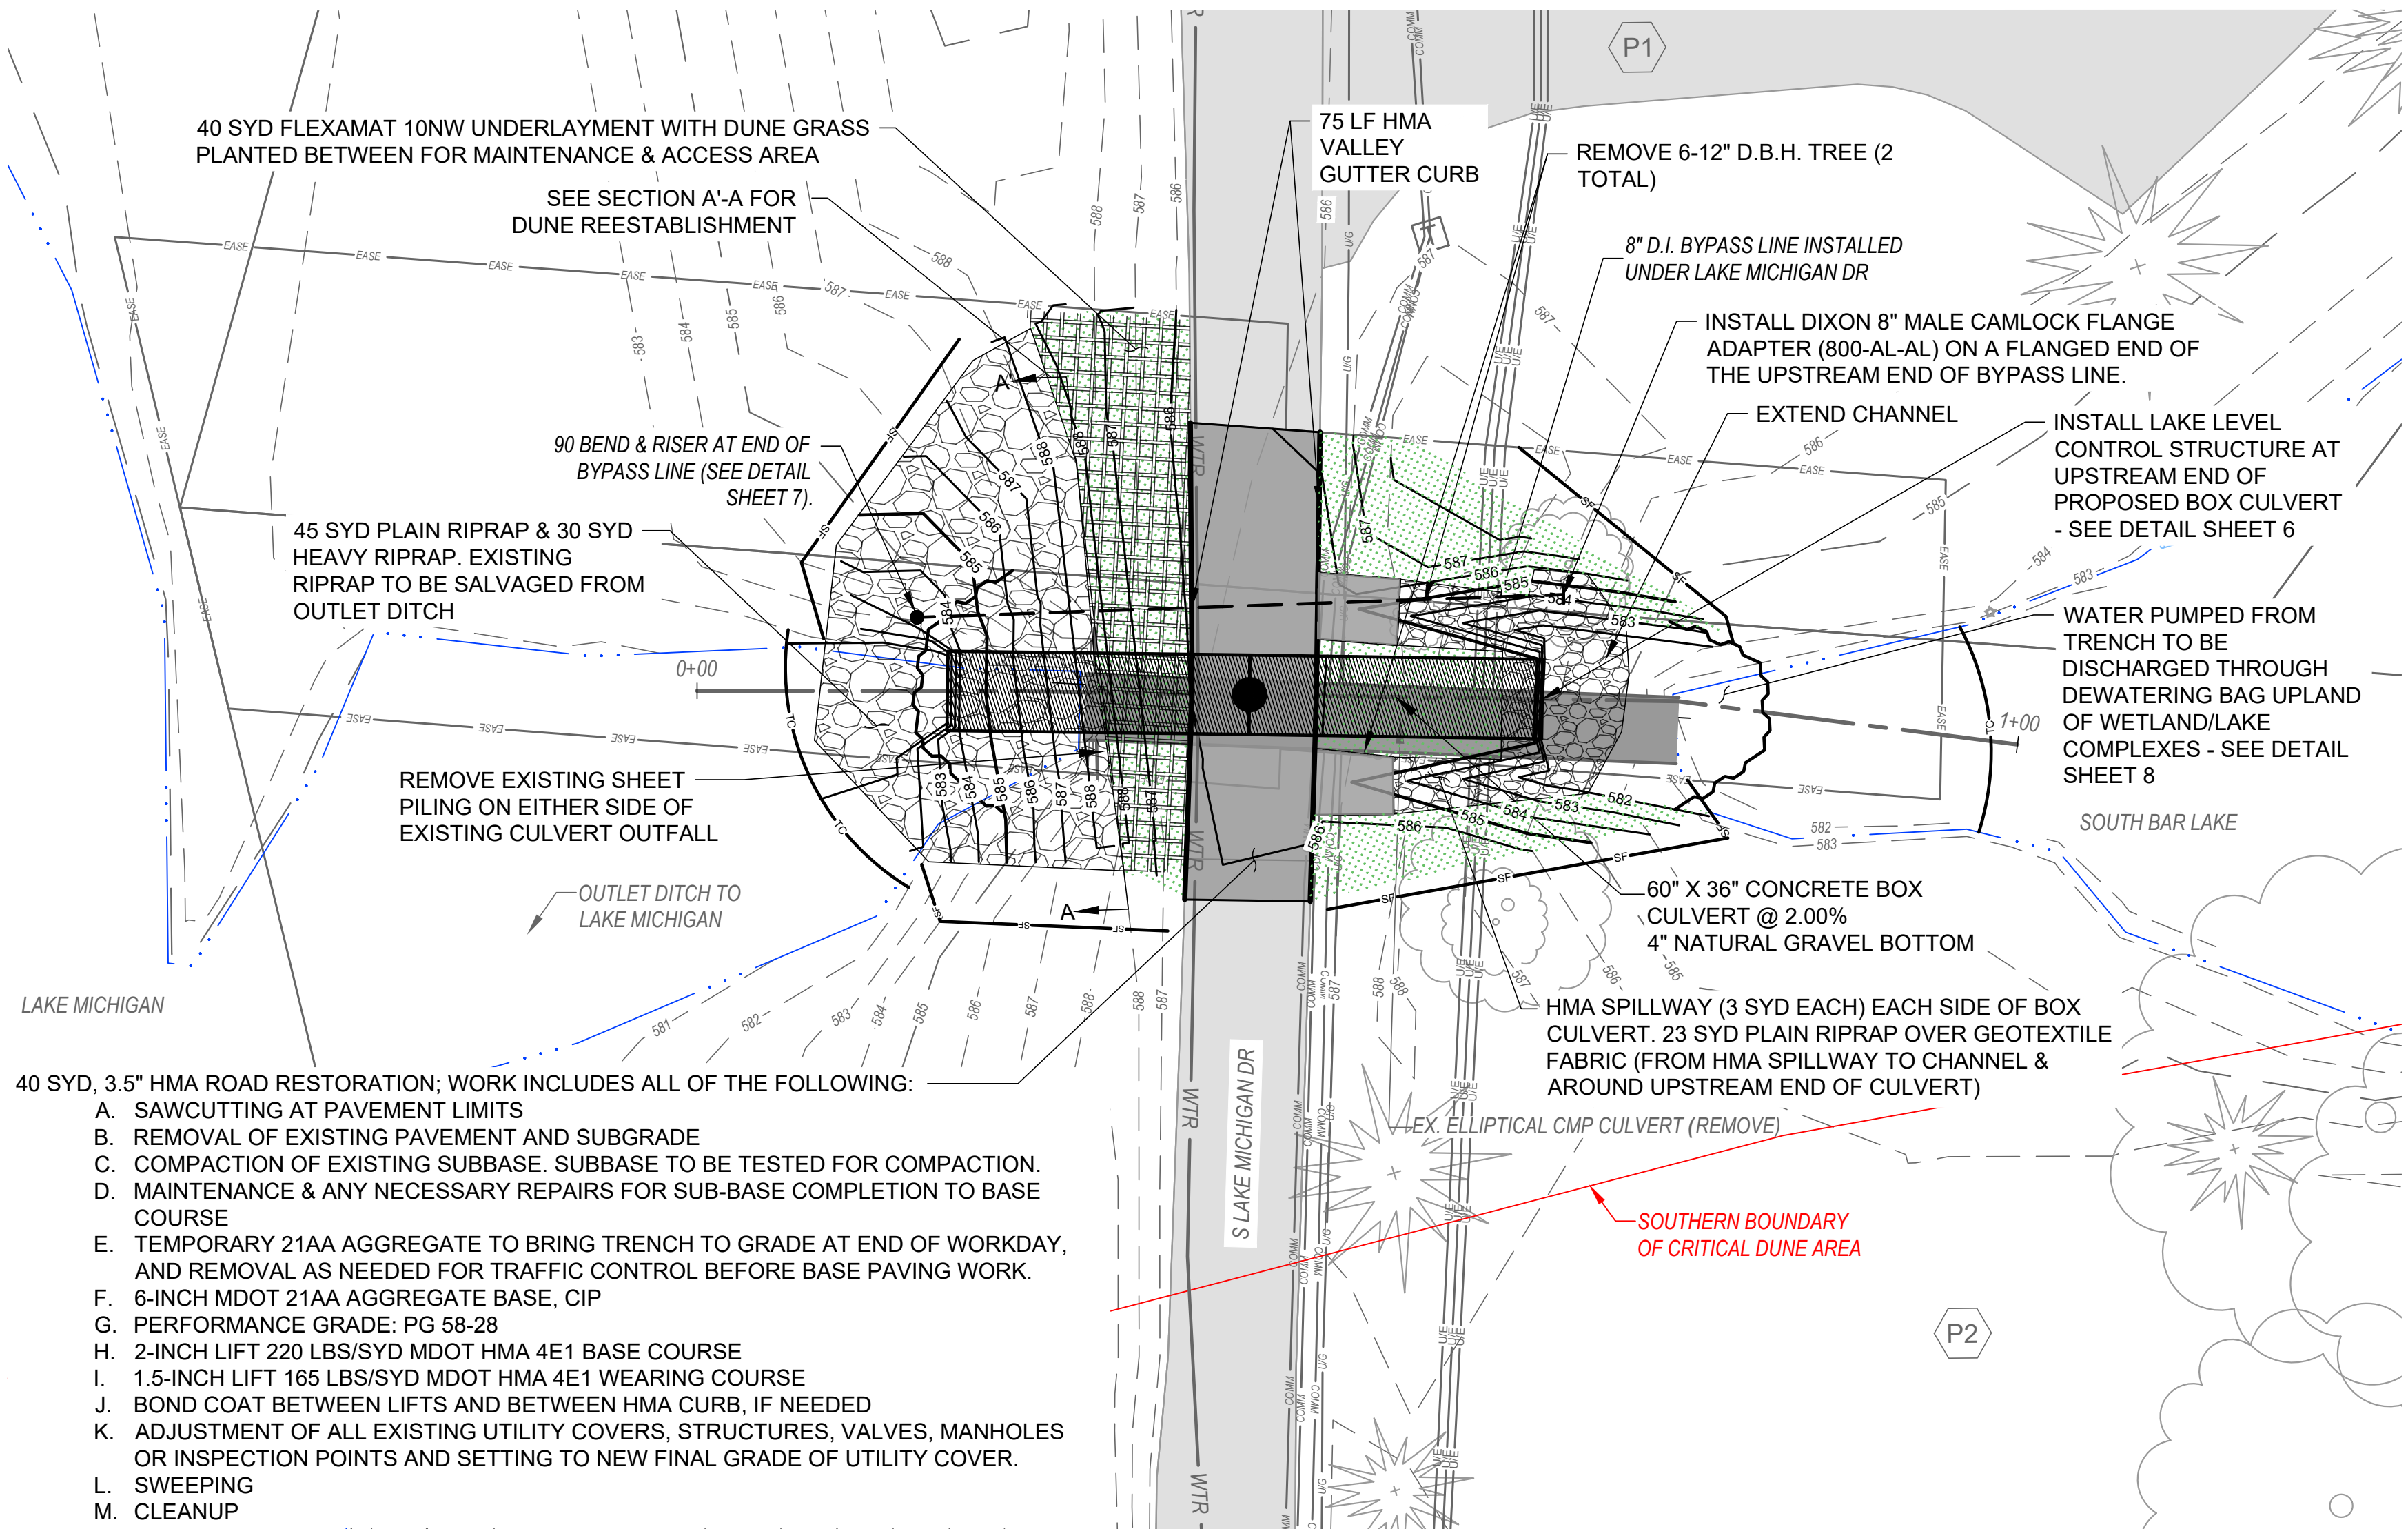 P1
40 SYD FLEXAMAT 10NW UNDERLAYMENT WITH DUNE GRASS
PLANTED BETWEEN FOR MAINTENANCE & ACCESS AREA
SEE SECTION A'-A FOR
DUNE REESTABLISHMENT
75 LF HMA
VALLEY
GUTTER CURB
REMOVE 6-12" D.B.H. TREE (2
TOTAL)
8" D.I. BYPASS LINE INSTALLED
UNDER LAKE MICHIGAN DR
INSTALL DIXON 8" MALE CAMLOCK FLANGE
ADAPTER (800-AL-AL) ON A FLANGED END OF
THE UPSTREAM END OF BYPASS LINE.
EXTEND CHANNEL
INSTALL LAKE LEVEL
CONTROL STRUCTURE AT
UPSTREAM END OF
PROPOSED BOX CULVERT
- SEE DETAIL SHEET 6
90 BEND & RISER AT END OF
BYPASS LINE (SEE DETAIL
SHEET 7).
45 SYD PLAIN RIPRAP & 30 SYD
HEAVY RIPRAP. EXISTING
RIPRAP TO BE SALVAGED FROM
OUTLET DITCH
WATER PUMPED FROM
TRENCH TO BE
DISCHARGED THROUGH
DEWATERING BAG UPLAND
OF WETLAND/LAKE
COMPLEXES - SEE DETAIL
SHEET 8
0+00
1+00
A'
A
REMOVE EXISTING SHEET
PILING ON EITHER SIDE OF
EXISTING CULVERT OUTFALL
SOUTH BAR LAKE
OUTLET DITCH TO
LAKE MICHIGAN
60" X 36" CONCRETE BOX
CULVERT @ 2.00%
4" NATURAL GRAVEL BOTTOM
LAKE MICHIGAN
HMA SPILLWAY (3 SYD EACH) EACH SIDE OF BOX
CULVERT. 23 SYD PLAIN RIPRAP OVER GEOTEXTILE
FABRIC (FROM HMA SPILLWAY TO CHANNEL &
AROUND UPSTREAM END OF CULVERT)
EX. ELLIPTICAL CMP CULVERT (REMOVE)
S LAKE MICHIGAN DR
WTR
SOUTHERN BOUNDARY
OF CRITICAL DUNE AREA
P2
40 SYD, 3.5" HMA ROAD RESTORATION; WORK INCLUDES ALL OF THE FOLLOWING:
A. SAWCUTTING AT PAVEMENT LIMITS
B. REMOVAL OF EXISTING PAVEMENT AND SUBGRADE
C. COMPACTION OF EXISTING SUBBASE. SUBBASE TO BE TESTED FOR COMPACTION.
D. MAINTENANCE & ANY NECESSARY REPAIRS FOR SUB-BASE COMPLETION TO BASE
COURSE
E. TEMPORARY 21AA AGGREGATE TO BRING TRENCH TO GRADE AT END OF WORKDAY,
AND REMOVAL AS NEEDED FOR TRAFFIC CONTROL BEFORE BASE PAVING WORK.
F. 6-INCH MDOT 21AA AGGREGATE BASE, CIP
G. PERFORMANCE GRADE: PG 58-28
H. 2-INCH LIFT 220 LBS/SYD MDOT HMA 4E1 BASE COURSE
I. 1.5-INCH LIFT 165 LBS/SYD MDOT HMA 4E1 WEARING COURSE
J. BOND COAT BETWEEN LIFTS AND BETWEEN HMA CURB, IF NEEDED
K. ADJUSTMENT OF ALL EXISTING UTILITY COVERS, STRUCTURES, VALVES, MANHOLES
OR INSPECTION POINTS AND SETTING TO NEW FINAL GRADE OF UTILITY COVER.
L. SWEEPING
M. CLEANUP